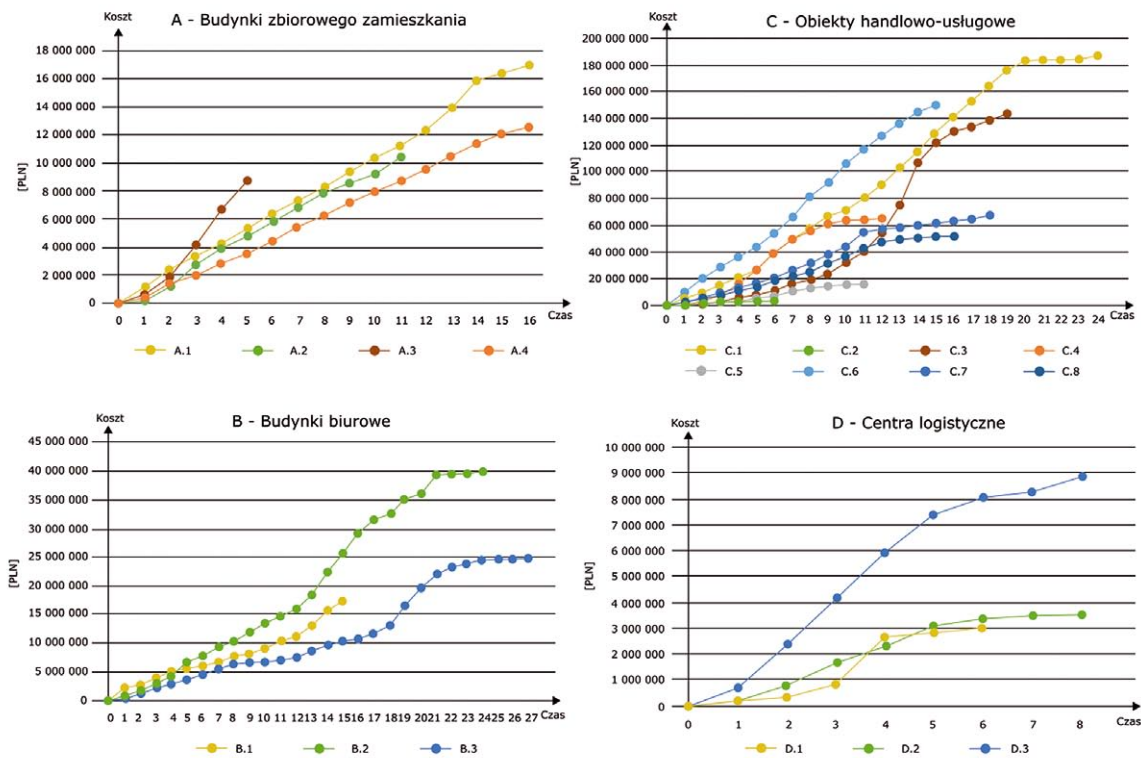 A - Budynki zbiorowego zamieszkania
Koszt
[PLN]
18 000 000
16 000 000
14 000 000
12 000 000
10 000 000
8 000 000
6 000 000
4 000 000
2 000 000
0
0 1 2 3 4 5 6 7 8 9 10 11 12 13 14 15 16 Czas
A.1 A.2 A.3 A.4
C - Obiekty handlowo-usługowe
Koszt
[PLN]
200 000 000
180 000 000
160 000 000
140 000 000
120 000 000
100 000 000
80 000 000
60 000 000
40 000 000
20 000 000
0
0 1 2 3 4 5 6 7 8 9 10 11 12 13 14 15 16 17 18 19 20 21 22 23 24 Czas
C.1 C.2 C.3 C.4
C.5 C.6 C.7 C.8
B - Budynki biurowe
Koszt
[PLN]
45 000 000
40 000 000
35 000 000
30 000 000
25 000 000
20 000 000
15 000 000
10 000 000
5 000 000
0
0 1 2 3 4 5 6 7 8 9 10 11 12 13 14 15 16 17 18 19 20 21 22 23 24 25 26 27 Czas
B.1 B.2 B.3
D - Centra logistyczne
Koszt
[PLN]
10 000 000
9 000 000
8 000 000
7 000 000
6 000 000
5 000 000
4 000 000
3 000 000
2 000 000
1 000 000
0
0 1 2 3 4 5 6 7 8 Czas
D.1 D.2 D.3